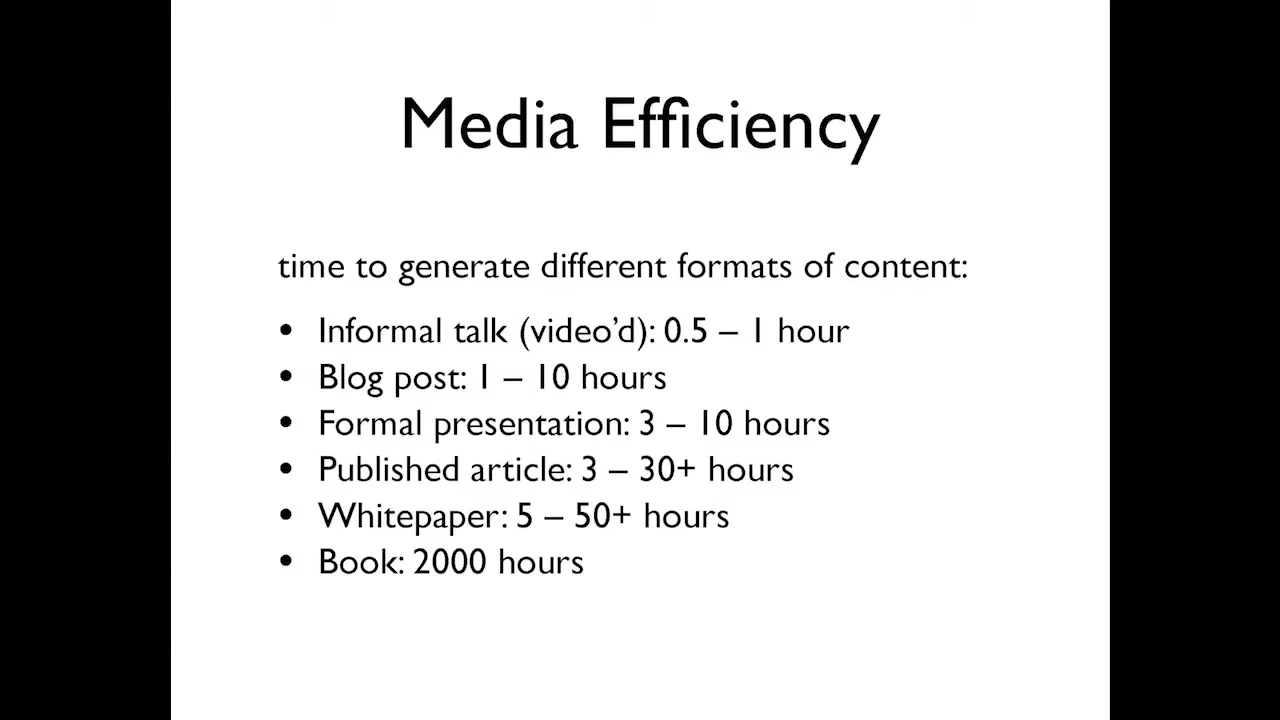 Media Efficiency
time to generate different formats of content:
• Informal talk (video’d): 0.5 – 1 hour
• Blog post: 1 – 10 hours
• Formal presentation: 3 – 10 hours
• Published article: 3 – 30+ hours
• Whitepaper: 5 – 50+ hours
• Book: 2000 hours